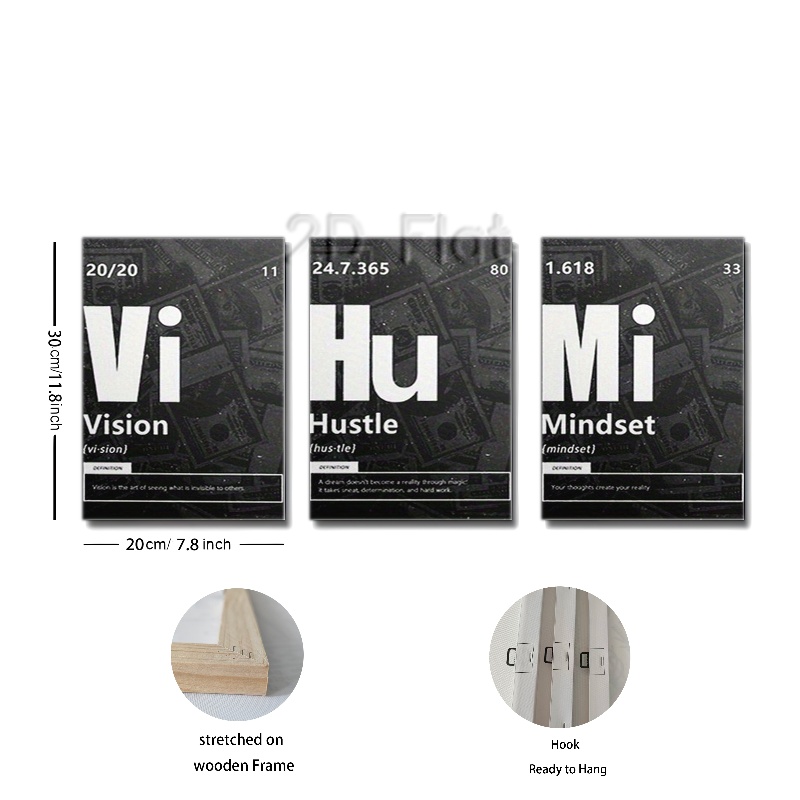 2D Flat
20/20 11
Vi
Vision
{vi·sion}
DEFINITION
Vision is the art of seeing what is invisible to others.
24.7.365 80
Hu
Hustle
{hus·tle}
DEFINITION
A dream doesn't become a reality through magic;
it takes sweat, determination, and hard work.
1.618 33
Mi
Mindset
{mindset}
DEFINITION
Your thoughts create your reality
30cm/11.8inch
20cm/ 7.8 inch
stretched on
wooden Frame
Hook
Ready to Hang